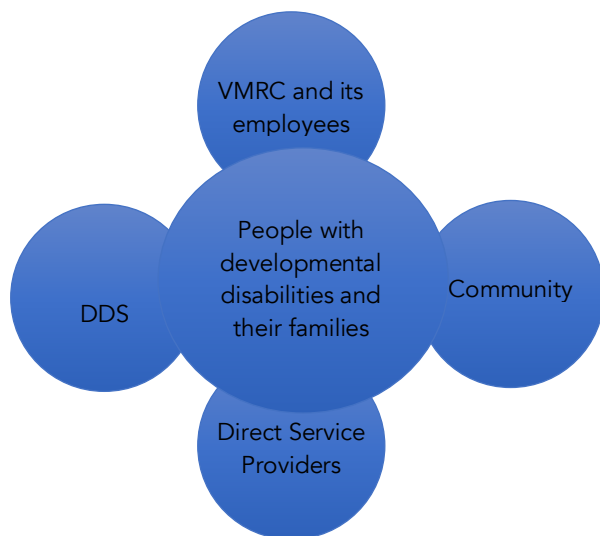 VMRC and its
employees
People with
developmental
disabilities and
their families
DDS
Community
Direct Service
Providers